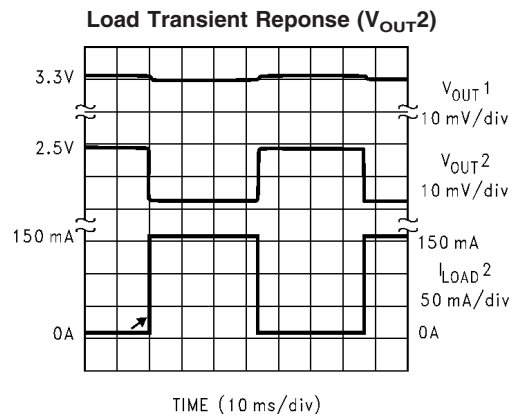 Load Transient Reponse (VOUT2)
3.3V
VOUT1
10 mV/div
2.5V
VOUT2
10 mV/div
150 mA
150 mA
ILOAD2
50 mA/div
0A
0A
TIME (10 ms/div)